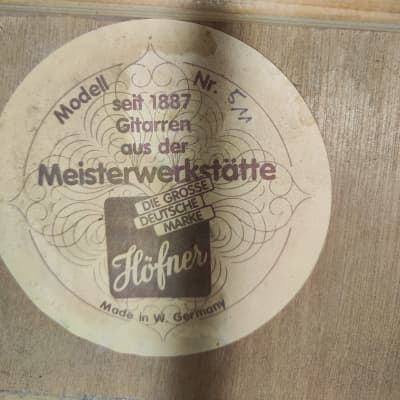 Modell Nr. 5M
seit 1887
Gitarren
aus der
Meisterwerkstätte
DIE GROSSE
DEUTSCHE
MARKE
Höfner
Made in W. Germany